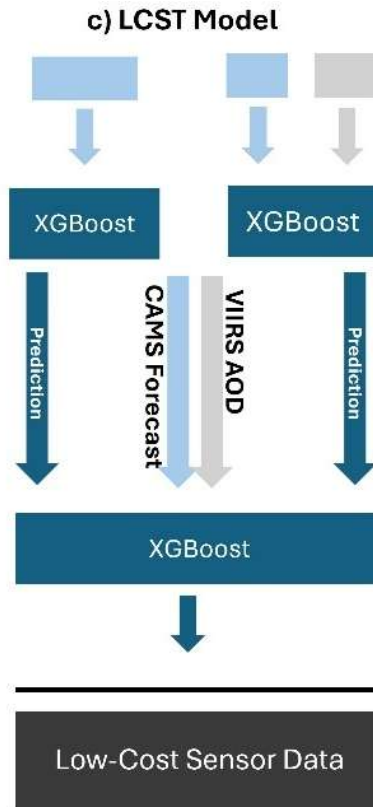 c) LCST Model
XGBoost
XGBoost
Prediction
CAMS Forecast
VIIRS AOD
Prediction
XGBoost
Low-Cost Sensor Data